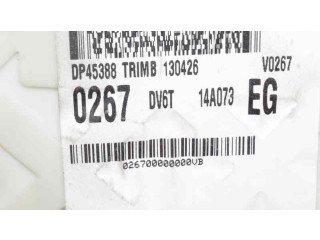 DP45388 TRIMB 130426 V0267
0267 DV6T 14A073 EG
026700000000VB